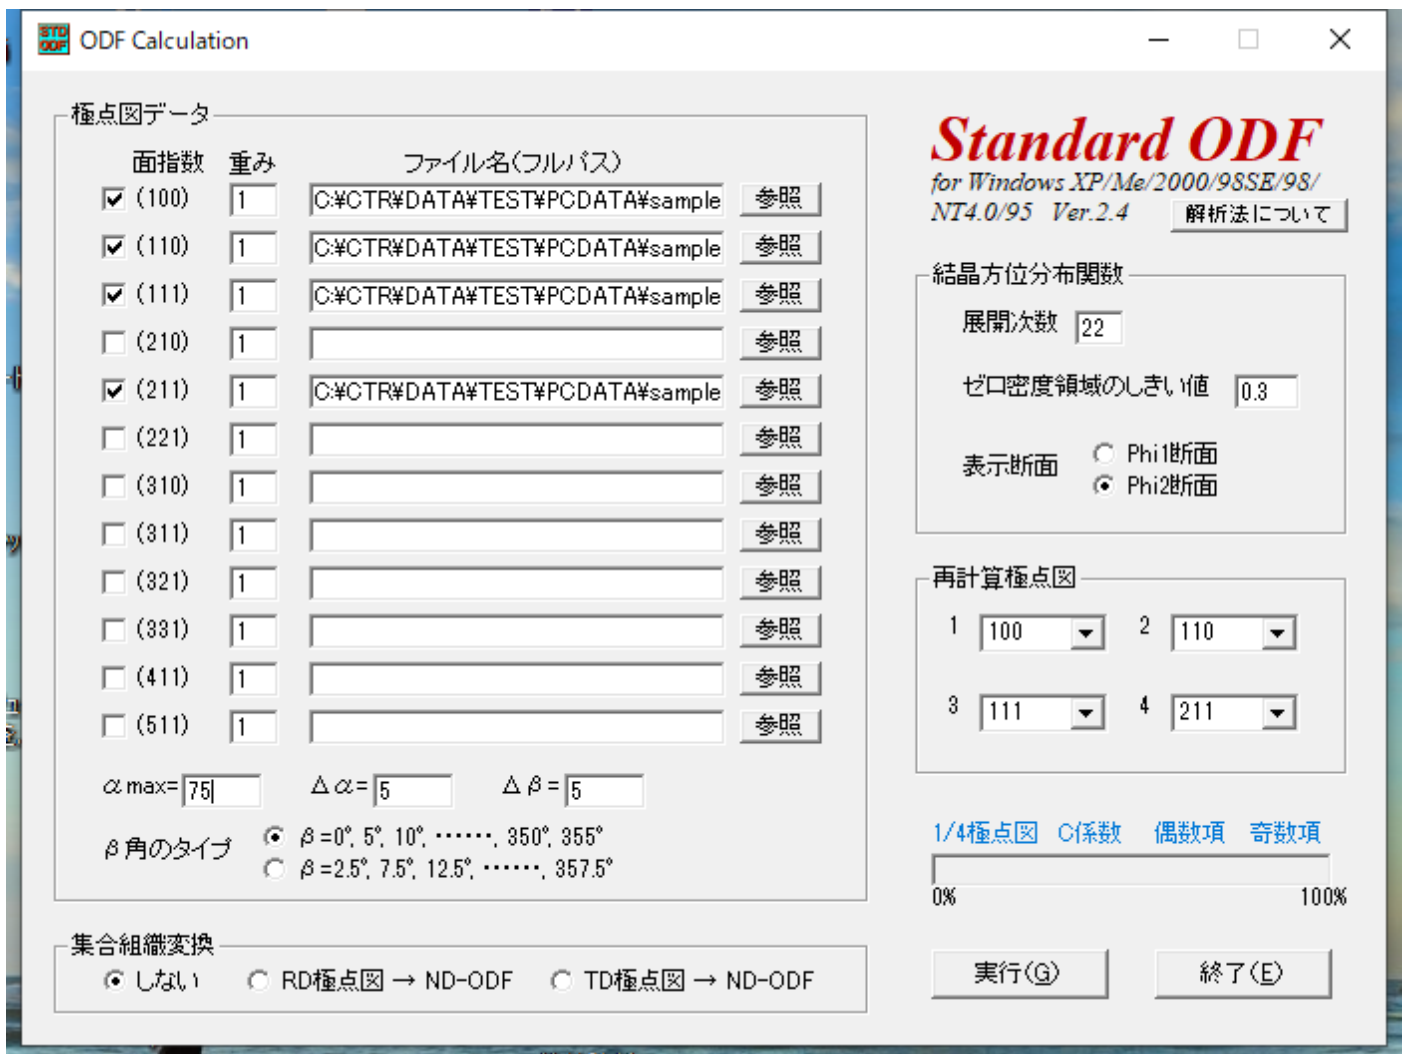 STD ODF
ODF Calculation
極点図データ
面指数 重み ファイル名(フルパス)
(100) 1 C:¥CTR¥DATA¥TEST¥PCDATA¥sample 参照
(110) 1 C:¥CTR¥DATA¥TEST¥PCDATA¥sample 参照
(111) 1 C:¥CTR¥DATA¥TEST¥PCDATA¥sample 参照
(210) 1 参照
(211) 1 C:¥CTR¥DATA¥TEST¥PCDATA¥sample 参照
(221) 1 参照
(310) 1 参照
(311) 1 参照
(321) 1 参照
(331) 1 参照
(411) 1 参照
(511) 1 参照
αmax= 75 Δα= 5 Δβ= 5
β角のタイプ
β=0°, 5°, 10°, ・・・・・・, 350°, 355°
β=2.5°, 7.5°, 12.5°, ・・・・・・, 357.5°
集合組織変換
しない RD極点図 → ND-ODF TD極点図 → ND-ODF
Standard ODF
for Windows XP/Me/2000/98SE/98/
NT4.0/95 Ver.2.4 解析法について
結晶方位分布関数
展開次数 22
ゼロ密度領域のしきい値 0.3
表示断面
Phi1断面
Phi2断面
再計算極点図
1 100 2 110
3 111 4 211
1/4極点図 C係数 偶数項 奇数項
0% 100%
実行(G) 終了(E)